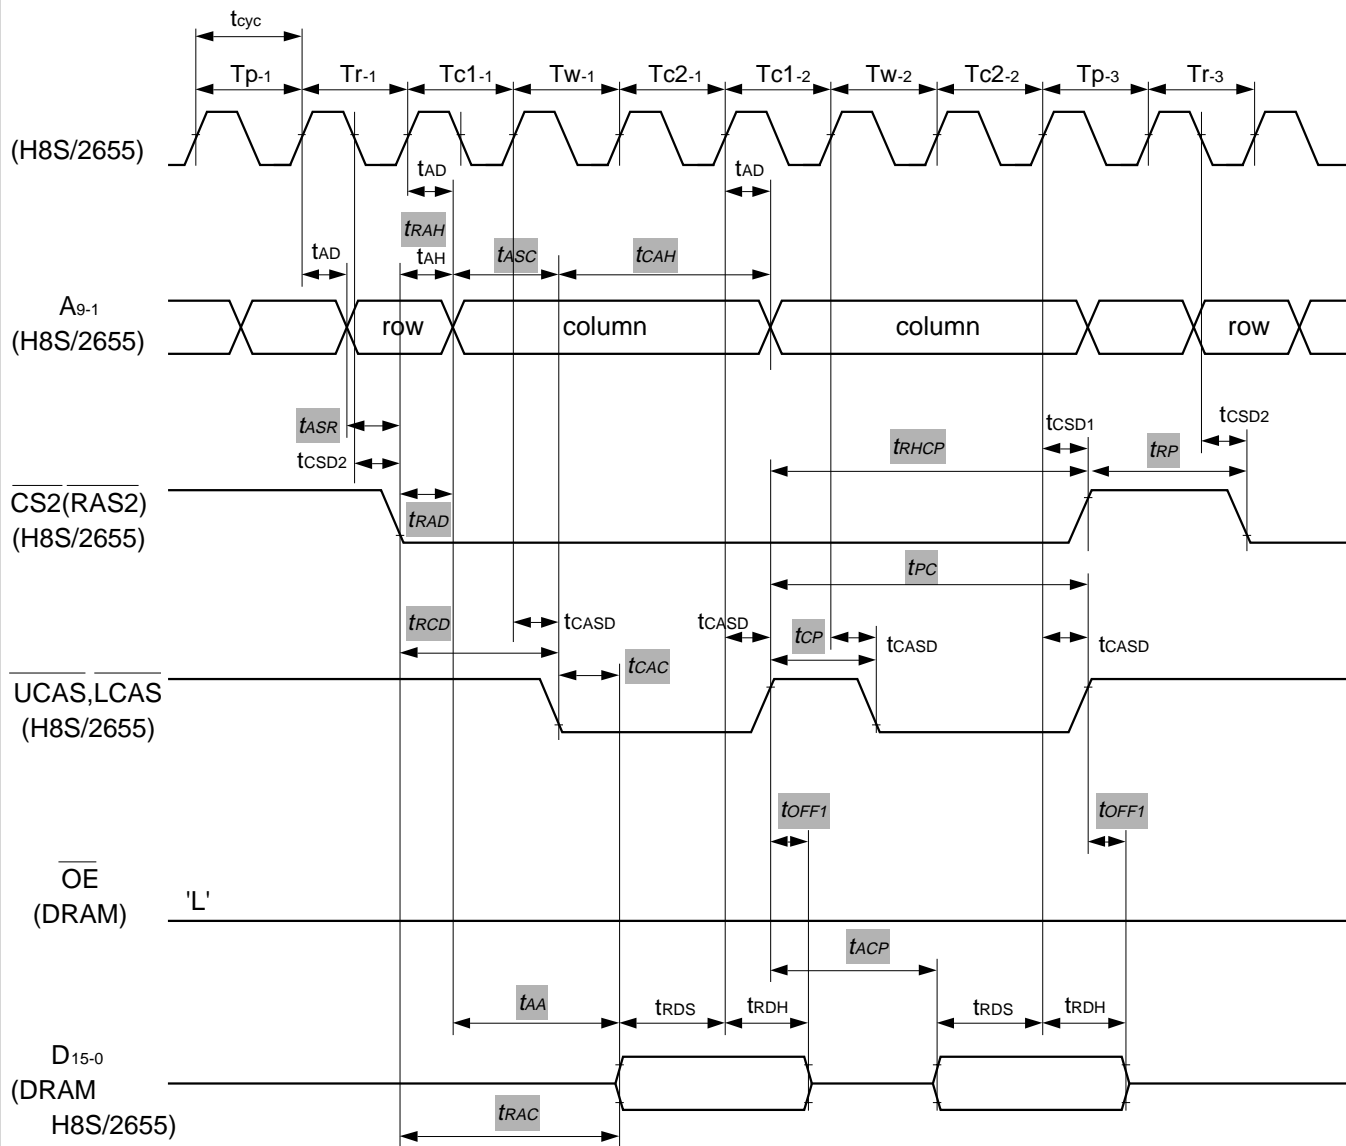 tcyc
Tp-1 Tr-1 Tc1-1 Tw-1 Tc2-1 Tc1-2 Tw-2 Tc2-2 Tp-3 Tr-3
(H8S/2655)
tAD tAD
tRAH
tAD tAH tASC tCAH
A9-1
(H8S/2655)
row column column row
tASR tCSD1 tCSD2
tCSD2 tRHCP tRP
CS2(RAS2)
(H8S/2655)
tRAD
tPC
tRCD tCASD tCASD tCP tCASD tCASD
tCAC
UCAS,LCAS
(H8S/2655)
tOFF1 tOFF1
OE
(DRAM)
'L'
tACP
tAA tRDS tRDH tRDS tRDH
D15-0
(DRAM
H8S/2655)
tRAC